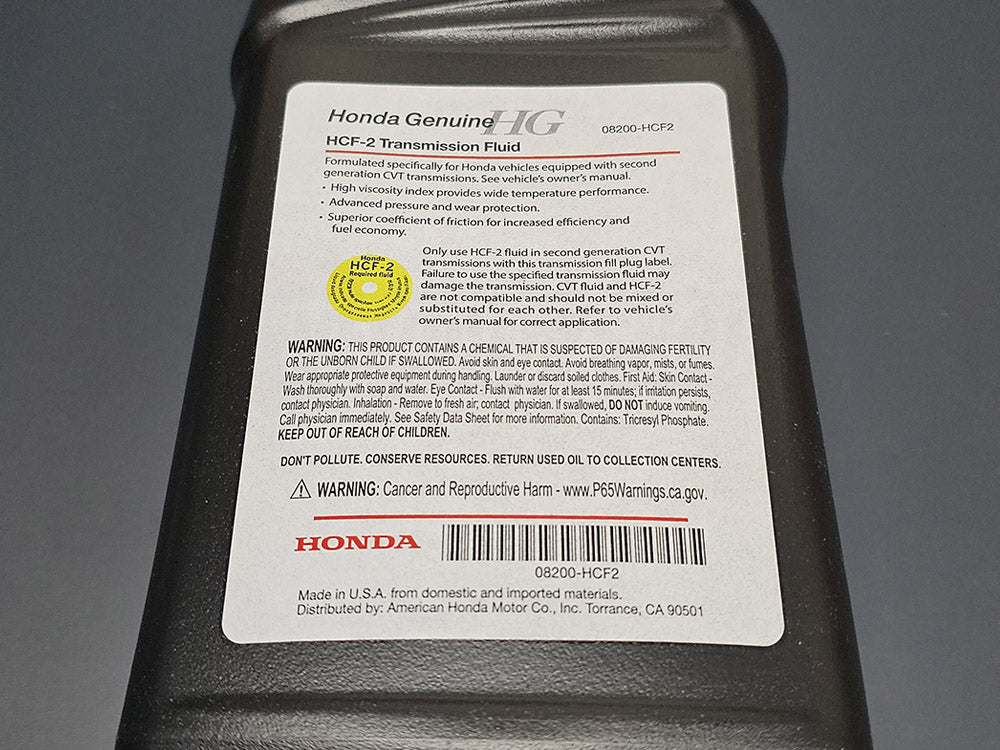 Honda Genuine HG 08200-HCF2
HCF-2 Transmission Fluid
Formulated specifically for Honda vehicles equipped with second
generation CVT transmissions. See vehicle's owner's manual.
• High viscosity index provides wide temperature performance.
• Advanced pressure and wear protection.
• Superior coefficient of friction for increased efficiency and
fuel economy.
Honda
HCF-2
Required fluid
Only use HCF-2 fluid in second generation CVT
transmissions with this transmission fill plug label.
Failure to use the specified transmission fluid may
damage the transmission. CVT fluid and HCF-2
are not compatible and should not be mixed or
substituted for each other. Refer to vehicle's
owner's manual for correct application.
WARNING: THIS PRODUCT CONTAINS A CHEMICAL THAT IS SUSPECTED OF DAMAGING FERTILITY
OR THE UNBORN CHILD IF SWALLOWED. Avoid skin and eye contact. Avoid breathing vapor, mists, or fumes.
Wear appropriate protective equipment during handling. Launder or discard soiled clothes. First Aid: Skin Contact -
Wash thoroughly with soap and water. Eye Contact - Flush with water for at least 15 minutes; if irritation persists,
contact physician. Inhalation - Remove to fresh air; contact physician. If swallowed, DO NOT induce vomiting.
Call physician immediately. See Safety Data Sheet for more information. Contains: Tricresyl Phosphate.
KEEP OUT OF REACH OF CHILDREN.
DON'T POLLUTE. CONSERVE RESOURCES. RETURN USED OIL TO COLLECTION CENTERS.
WARNING: Cancer and Reproductive Harm - www.P65Warnings.ca.gov.
HONDA
08200-HCF2
Made in U.S.A. from domestic and imported materials.
Distributed by: American Honda Motor Co., Inc. Torrance, CA 90501